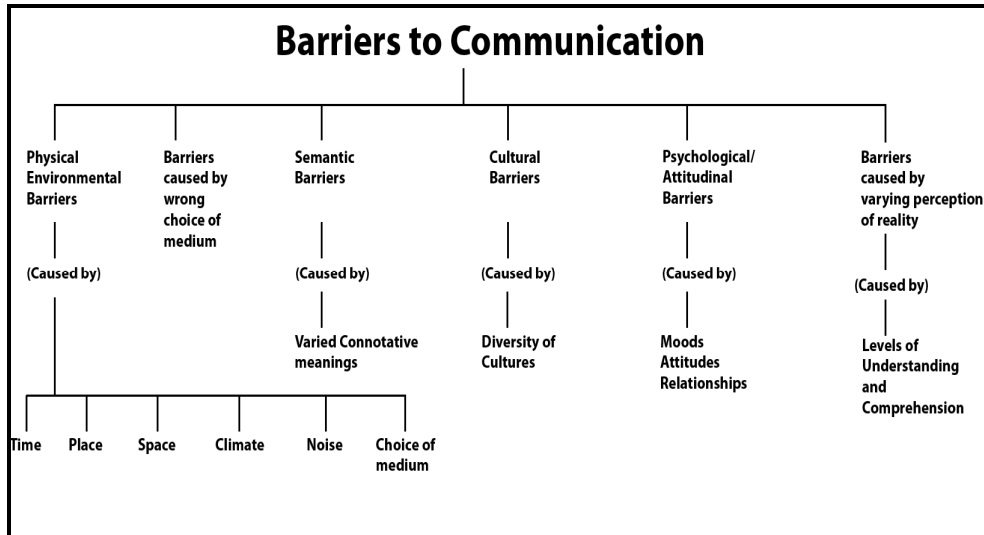 Barriers to Communication
Physical
Environmental
Barriers
Barriers
caused by
wrong
choice of
medium
Semantic
Barriers
Cultural
Barriers
Psychological/
Attitudinal
Barriers
Barriers
caused by
varying perception
of reality
(Caused by)
(Caused by)
(Caused by)
(Caused by)
(Caused by)
Varied Connotative
meanings
Diversity of
Cultures
Moods
Attitudes
Relationships
Levels of
Understanding
and
Comprehension
Time
Place
Space
Climate
Noise
Choice of
medium